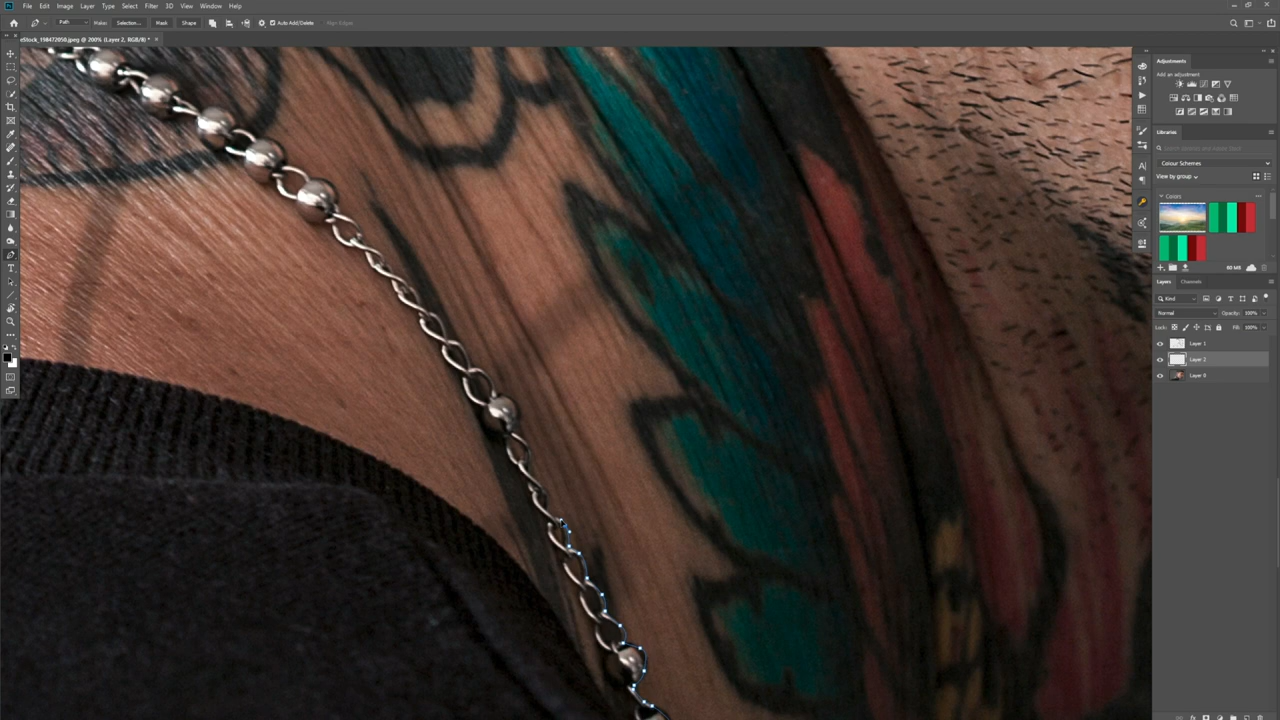 File Edit Image Layer Type Select Filter 3D View Window Help
Path Make: Selection... Mask Shape Auto Add/Delete Align Edges
eStock_198472050.jpeg @ 200% (Layer 2, RGB/8) *
Adjustments
Add an adjustment
Libraries
Colour Schemes
View by group
Colors
60 MB
Layers Channels
Kind
Normal Opacity: 100%
Lock: Fill: 100%
Layer 1
Layer 2
Layer 0